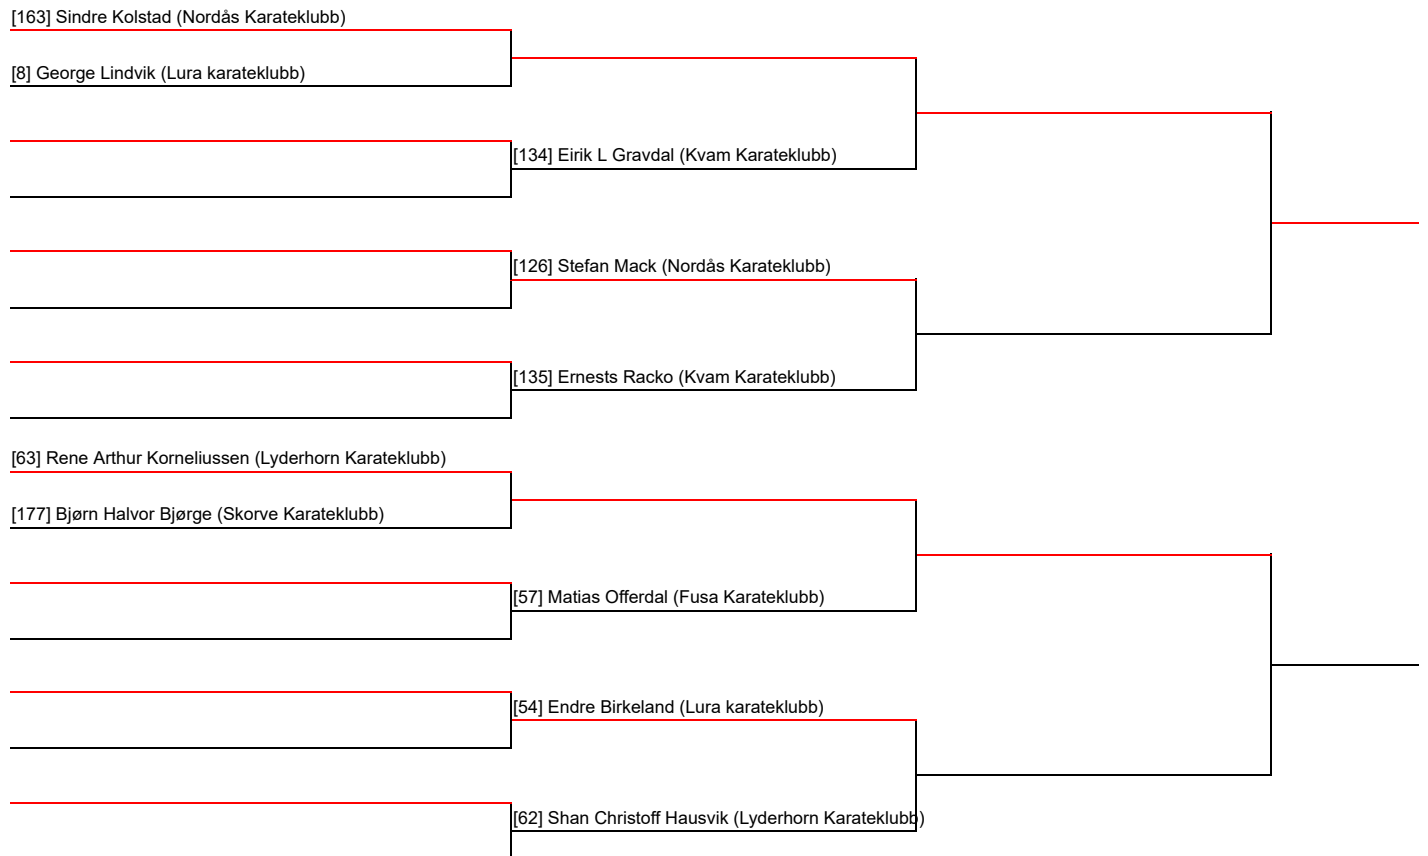 [163] Sindre Kolstad (Nordås Karateklubb)
[8] George Lindvik (Lura karateklubb)
[134] Eirik L Gravdal (Kvam Karateklubb)
[126] Stefan Mack (Nordås Karateklubb)
[135] Ernests Racko (Kvam Karateklubb)
[63] Rene Arthur Korneliussen (Lyderhorn Karateklubb)
[177] Bjørn Halvor Bjørge (Skorve Karateklubb)
[57] Matias Offerdal (Fusa Karateklubb)
[54] Endre Birkeland (Lura karateklubb)
[62] Shan Christoff Hausvik (Lyderhorn Karateklubb)